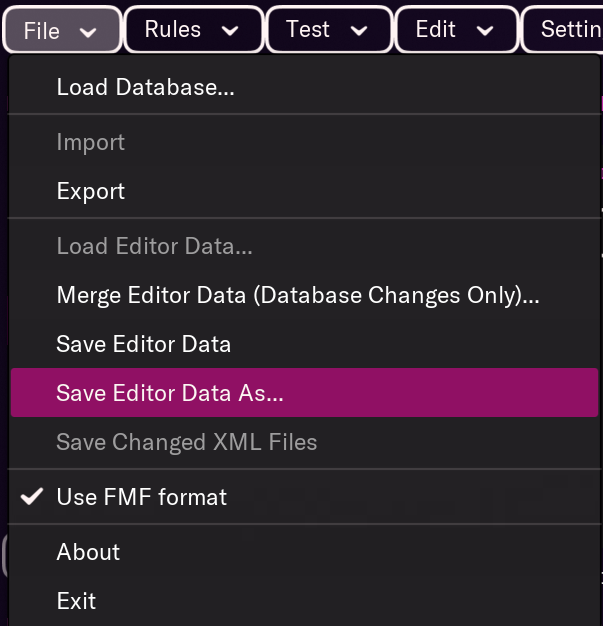 File Rules Test Edit Settin
Load Database...
Import
Export
Load Editor Data...
Merge Editor Data (Database Changes Only)...
Save Editor Data
Save Editor Data As...
Save Changed XML Files
Use FMF format
About
Exit